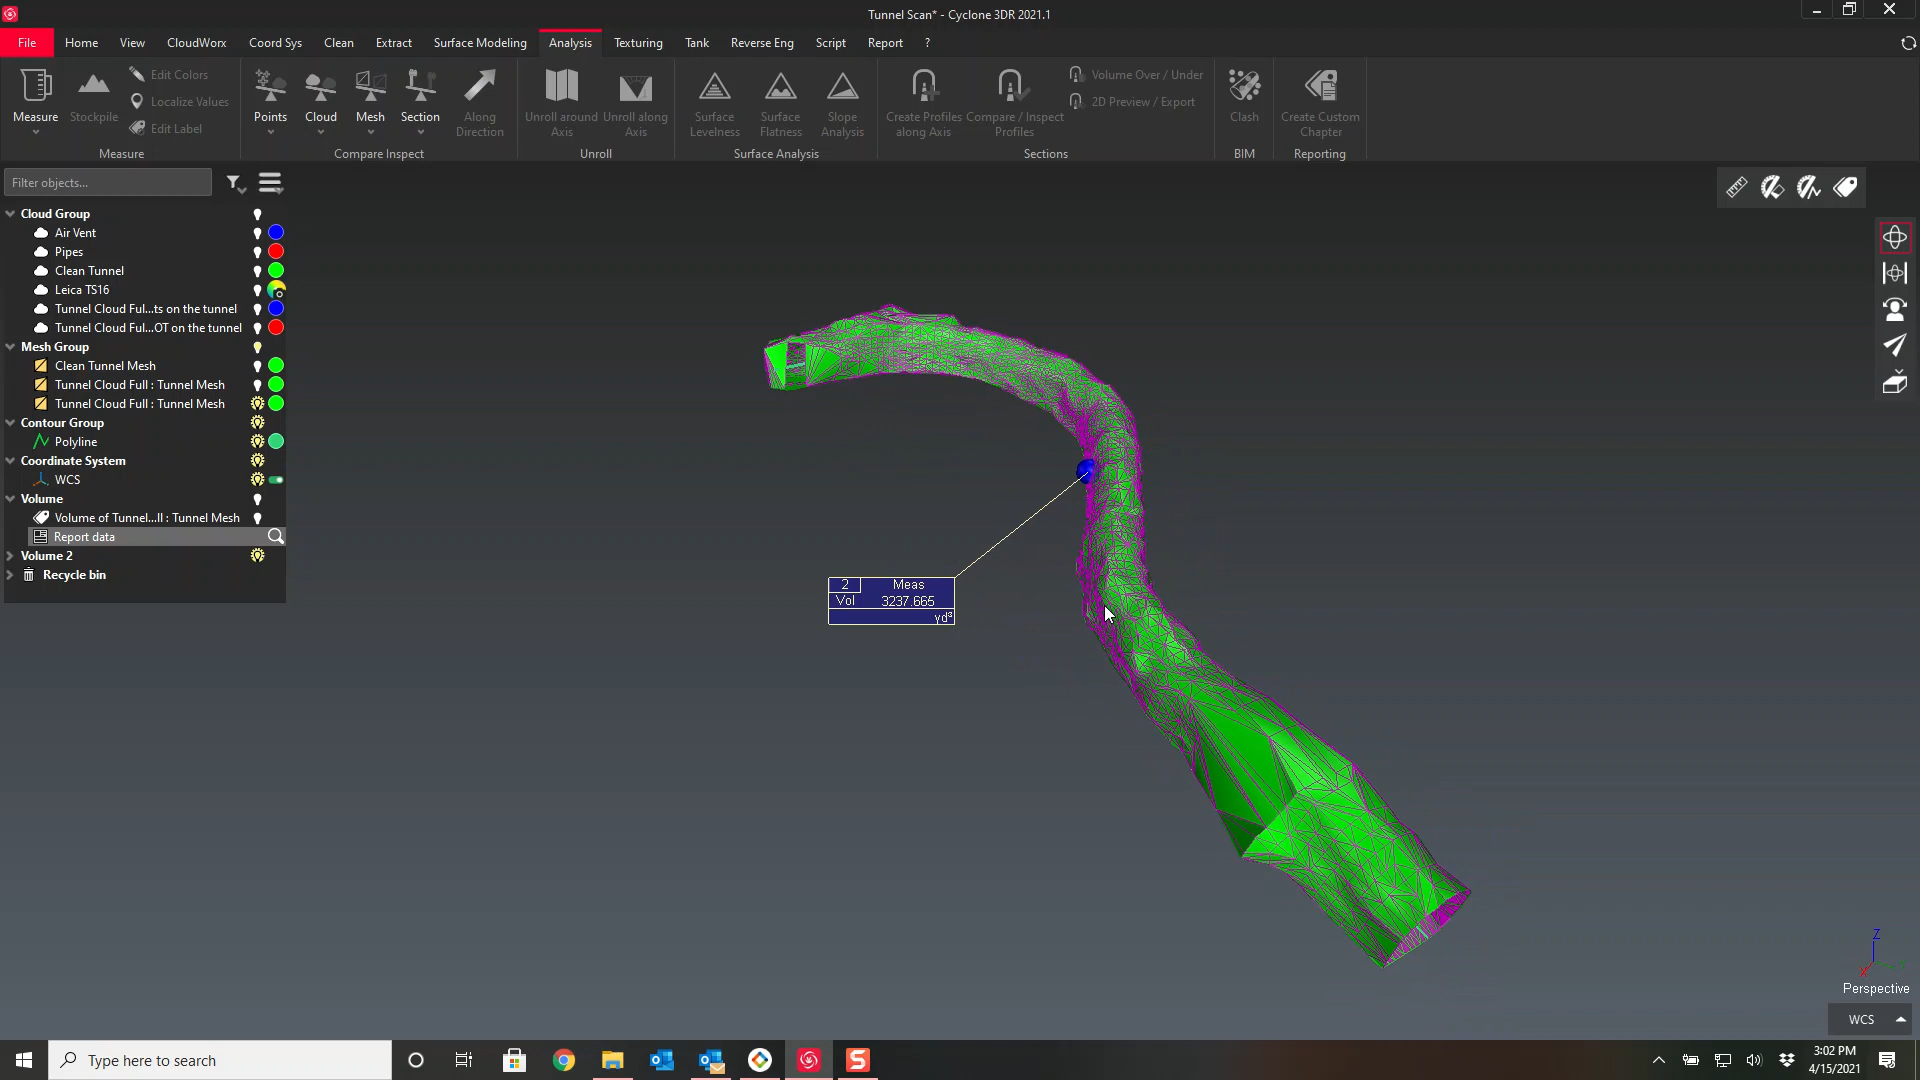 Tunnel Scan* - Cyclone 3DR 2021.1
File Home View CloudWorx Coord Sys Clean Extract Surface Modeling Analysis Texturing Tank Reverse Eng Script Report ?
Measure
Stockpile
Edit Colors
Localize Values
Edit Label
Measure
Points
Cloud
Mesh
Section
Along
Direction
Compare Inspect
Unroll around
Axis
Unroll along
Axis
Unroll
Surface
Levelness
Surface
Flatness
Slope
Analysis
Surface Analysis
Create Profiles
along Axis
Compare / Inspect
Profiles
Volume Over / Under
2D Preview / Export
Sections
Clash
BIM
Create Custom
Chapter
Reporting
Filter objects...
Cloud Group
Air Vent
Pipes
Clean Tunnel
Leica TS16
Tunnel Cloud Ful...ts on the tunnel
Tunnel Cloud Ful...OT on the tunnel
Mesh Group
Clean Tunnel Mesh
Tunnel Cloud Full : Tunnel Mesh
Tunnel Cloud Full : Tunnel Mesh
Contour Group
Polyline
Coordinate System
WCS
Volume
Volume of Tunnel...ll : Tunnel Mesh
Report data
Volume 2
Recycle bin
2 Meas
Vol 3237.665
yd³
Z
X
Y
Perspective
WCS
Type here to search
3:02 PM
4/15/2021